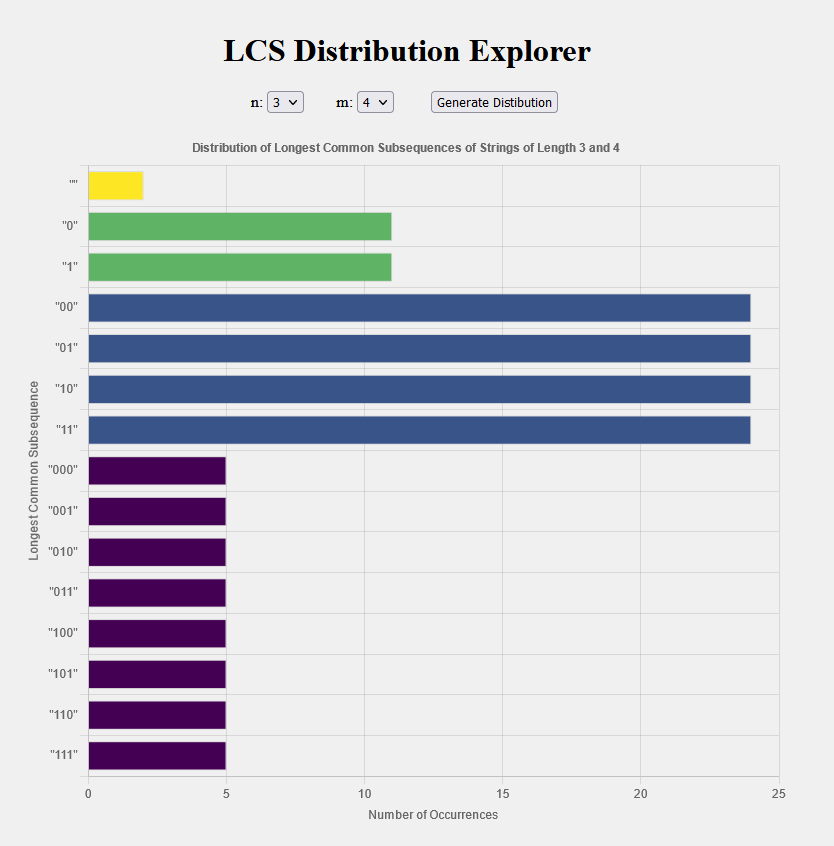 LCS Distribution Explorer
n: 3 m: 4 Generate Distibution
Distribution of Longest Common Subsequences of Strings of Length 3 and 4
Longest Common Subsequence
""
"0"
"1"
"00"
"01"
"10"
"11"
"000"
"001"
"010"
"011"
"100"
"101"
"110"
"111"
0 5 10 15 20 25
Number of Occurrences